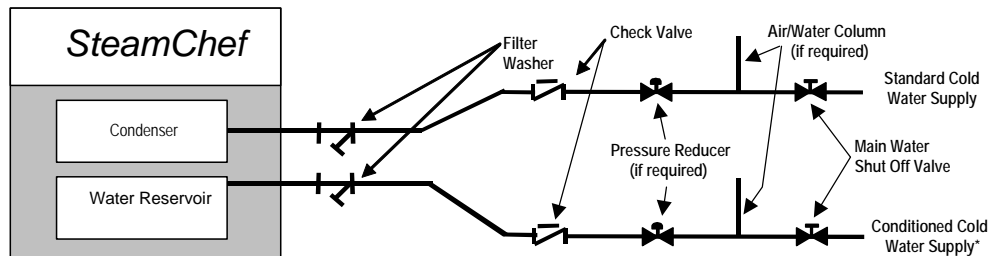 SteamChef
Condenser
Water Reservoir
Filter
Washer
Check Valve
Air/Water Column
(if required)
Standard Cold
Water Supply
Pressure Reducer
(if required)
Main Water
Shut Off Valve
Conditioned Cold
Water Supply*